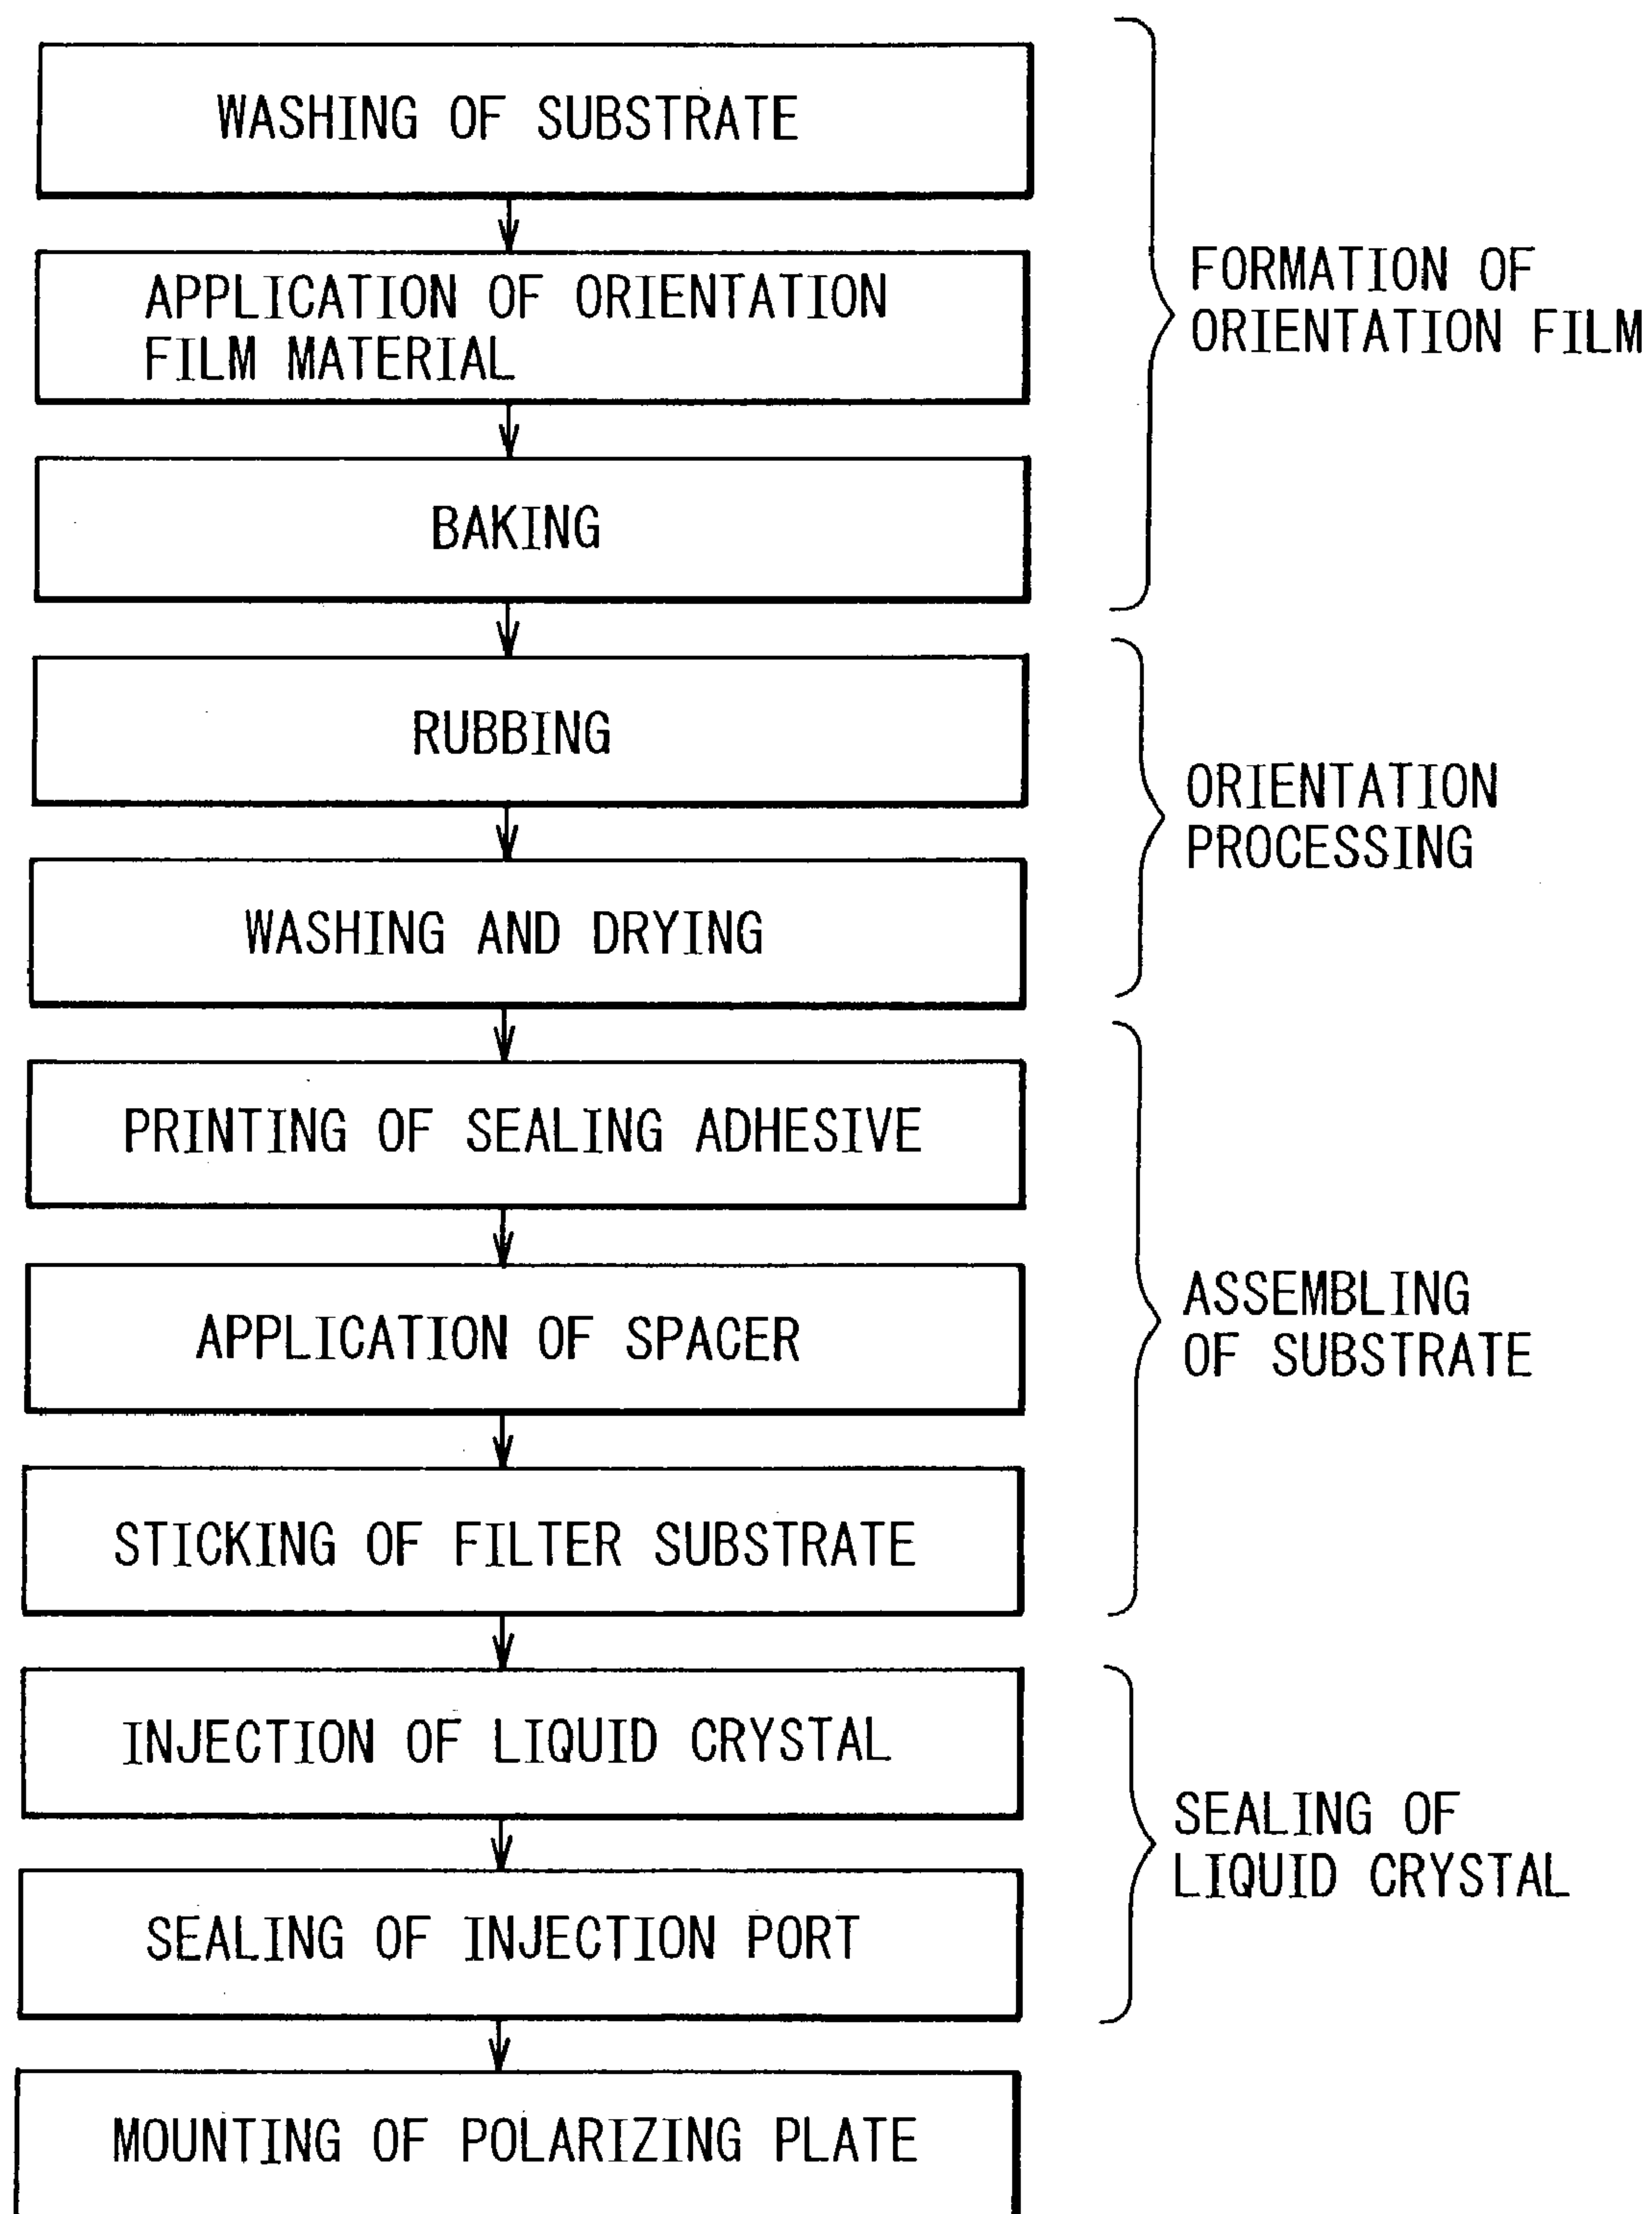 WASHING OF SUBSTRATE
APPLICATION OF ORIENTATION
FILM MATERIAL
BAKING
FORMATION OF
ORIENTATION FILM
RUBBING
WASHING AND DRYING
ORIENTATION
PROCESSING
PRINTING OF SEALING ADHESIVE
APPLICATION OF SPACER
STICKING OF FILTER SUBSTRATE
ASSEMBLING
OF SUBSTRATE
INJECTION OF LIQUID CRYSTAL
SEALING OF INJECTION PORT
SEALING OF
LIQUID CRYSTAL
MOUNTING OF POLARIZING PLATE